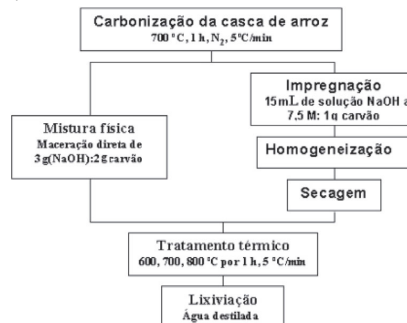 Carbonização da casca de arroz
700 °C, 1 h, N₂, 5°C/min
Impregnação
15mL de solução NaOH a
7,5 M: 1g carvão
Mistura física
Maceração direta de
3 g(NaOH):2 g carvão
Homogeneização
Secagem
Tratamento térmico
600, 700, 800 °C por 1 h, 5 °C/min
Lixiviação
Água destilada